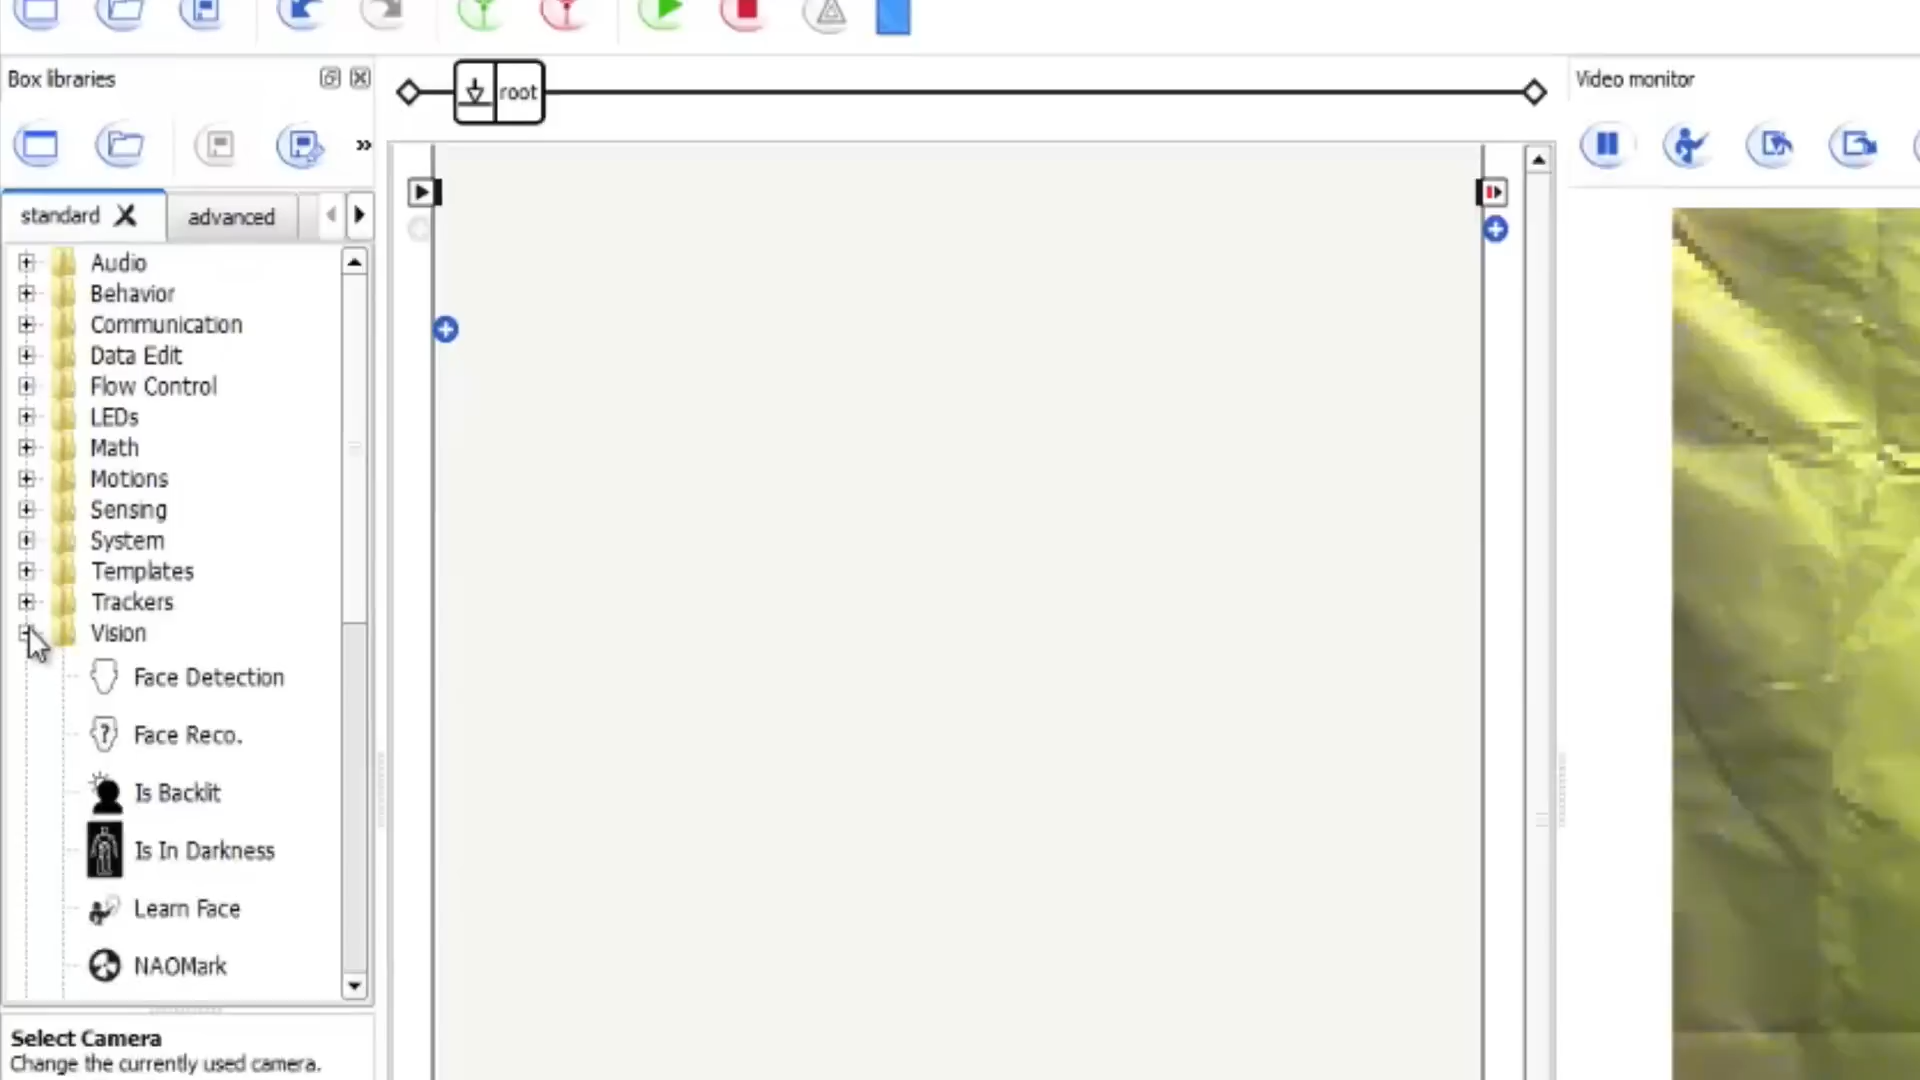 Box libraries
root
Video monitor
standard
advanced
Audio
Behavior
Communication
Data Edit
Flow Control
LEDs
Math
Motions
Sensing
System
Templates
Trackers
Vision
Face Detection
Face Reco.
Is Backlit
Is In Darkness
Learn Face
NAOMark
Select Camera
Change the currently used camera.